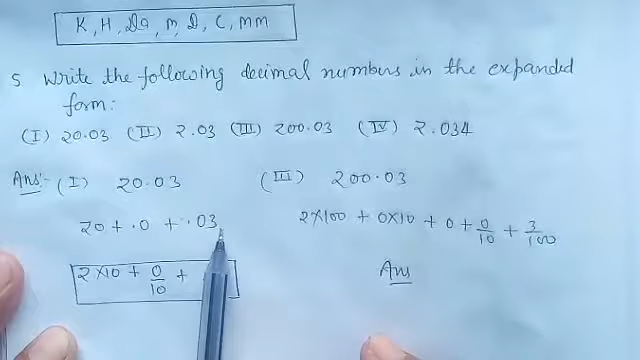 K, H, Da, m, D, C, mm
5 Write the following decimal numbers in the expanded
form:
(I) 20.03 (II) 2.03 (III) 200.03 (IV) 2.034
Ans:- (I) 20.03
20 + .0 + .03
2×10 + 0/10 +
(III) 200.03
2×100 + 0×10 + 0 + 0/10 + 3/100
Ans